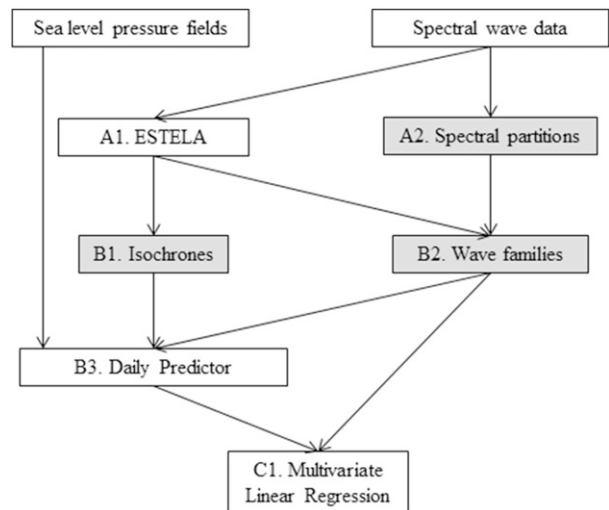 Sea level pressure fields
Spectral wave data
A1. ESTELA
A2. Spectral partitions
B1. Isochrones
B2. Wave families
B3. Daily Predictor
C1. Multivariate
Linear Regression